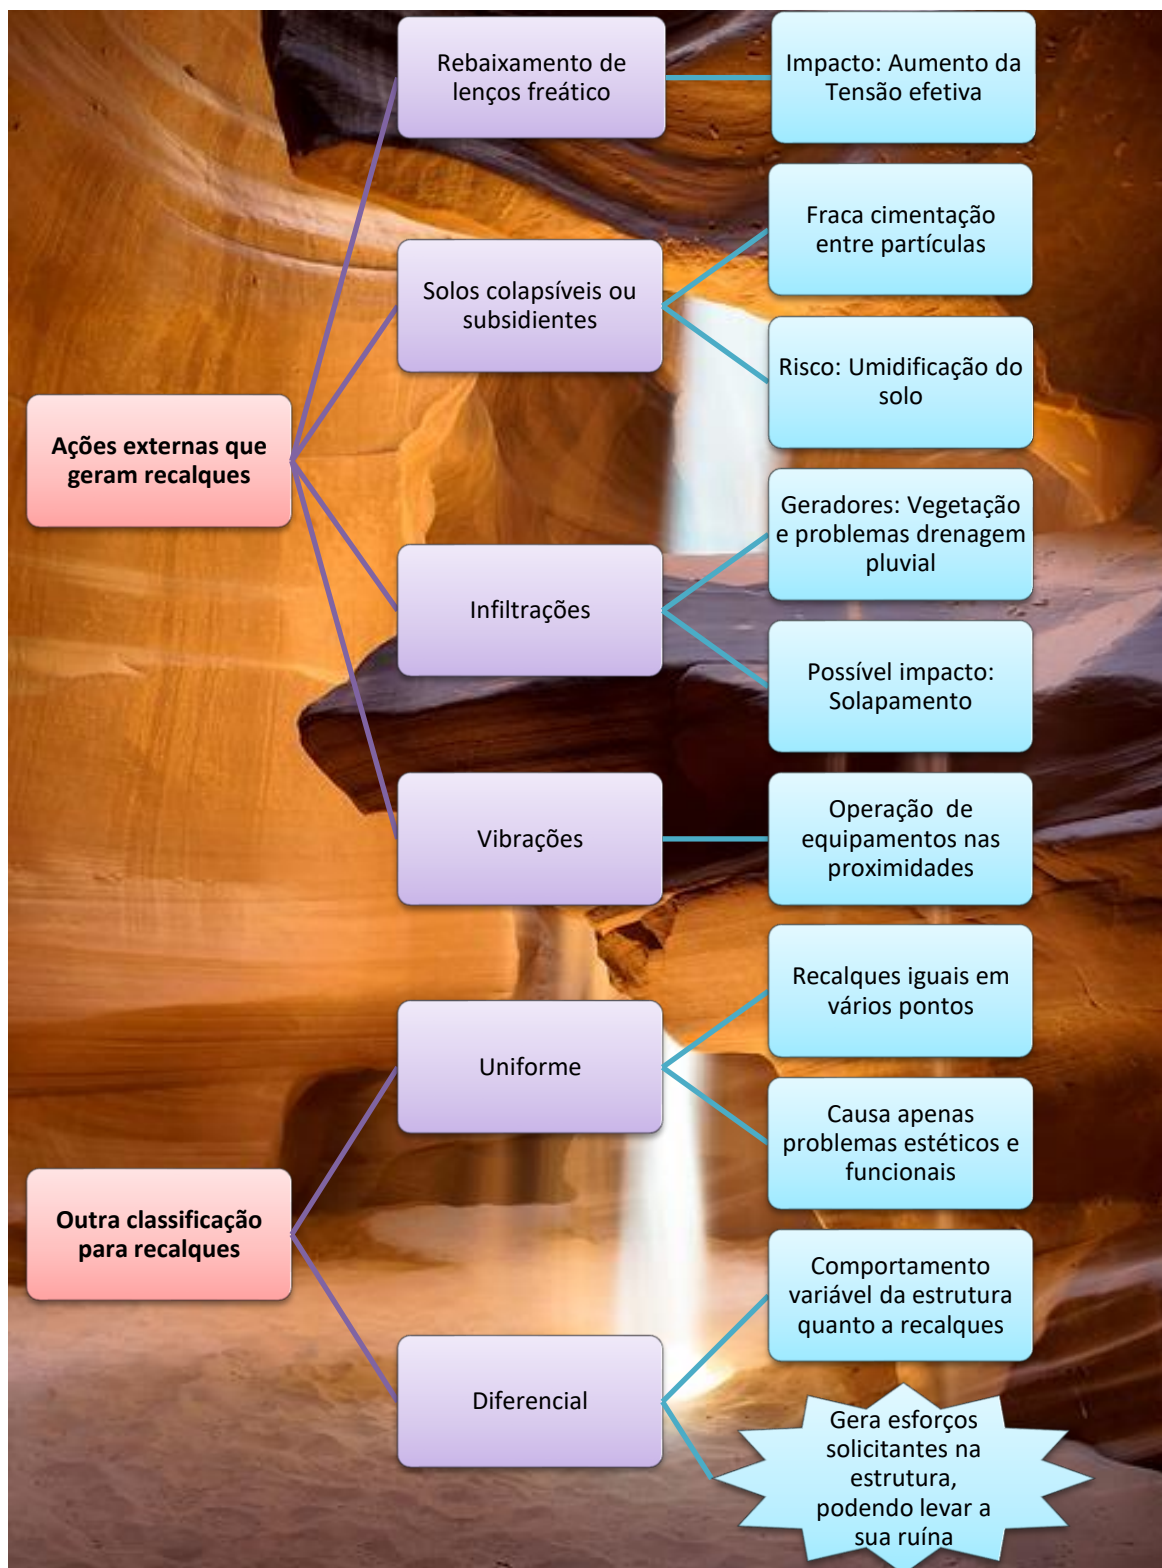 Rebaixamento de
lenços freático
Impacto: Aumento da
Tensão efetiva
Fraca cimentação
entre partículas
Solos colapsíveis ou
subsidientes
Risco: Umidificação do
solo
Ações externas que
geram recalques
Geradores: Vegetação
e problemas drenagem
pluvial
Infiltrações
Possível impacto:
Solapamento
Vibrações
Operação de
equipamentos nas
proximidades
Recalques iguais em
vários pontos
Uniforme
Causa apenas
problemas estéticos e
funcionais
Outra classificação
para recalques
Comportamento
variável da estrutura
quanto a recalques
Diferencial
Gera esforços
solicitantes na
estrutura,
podendo levar a
sua ruína